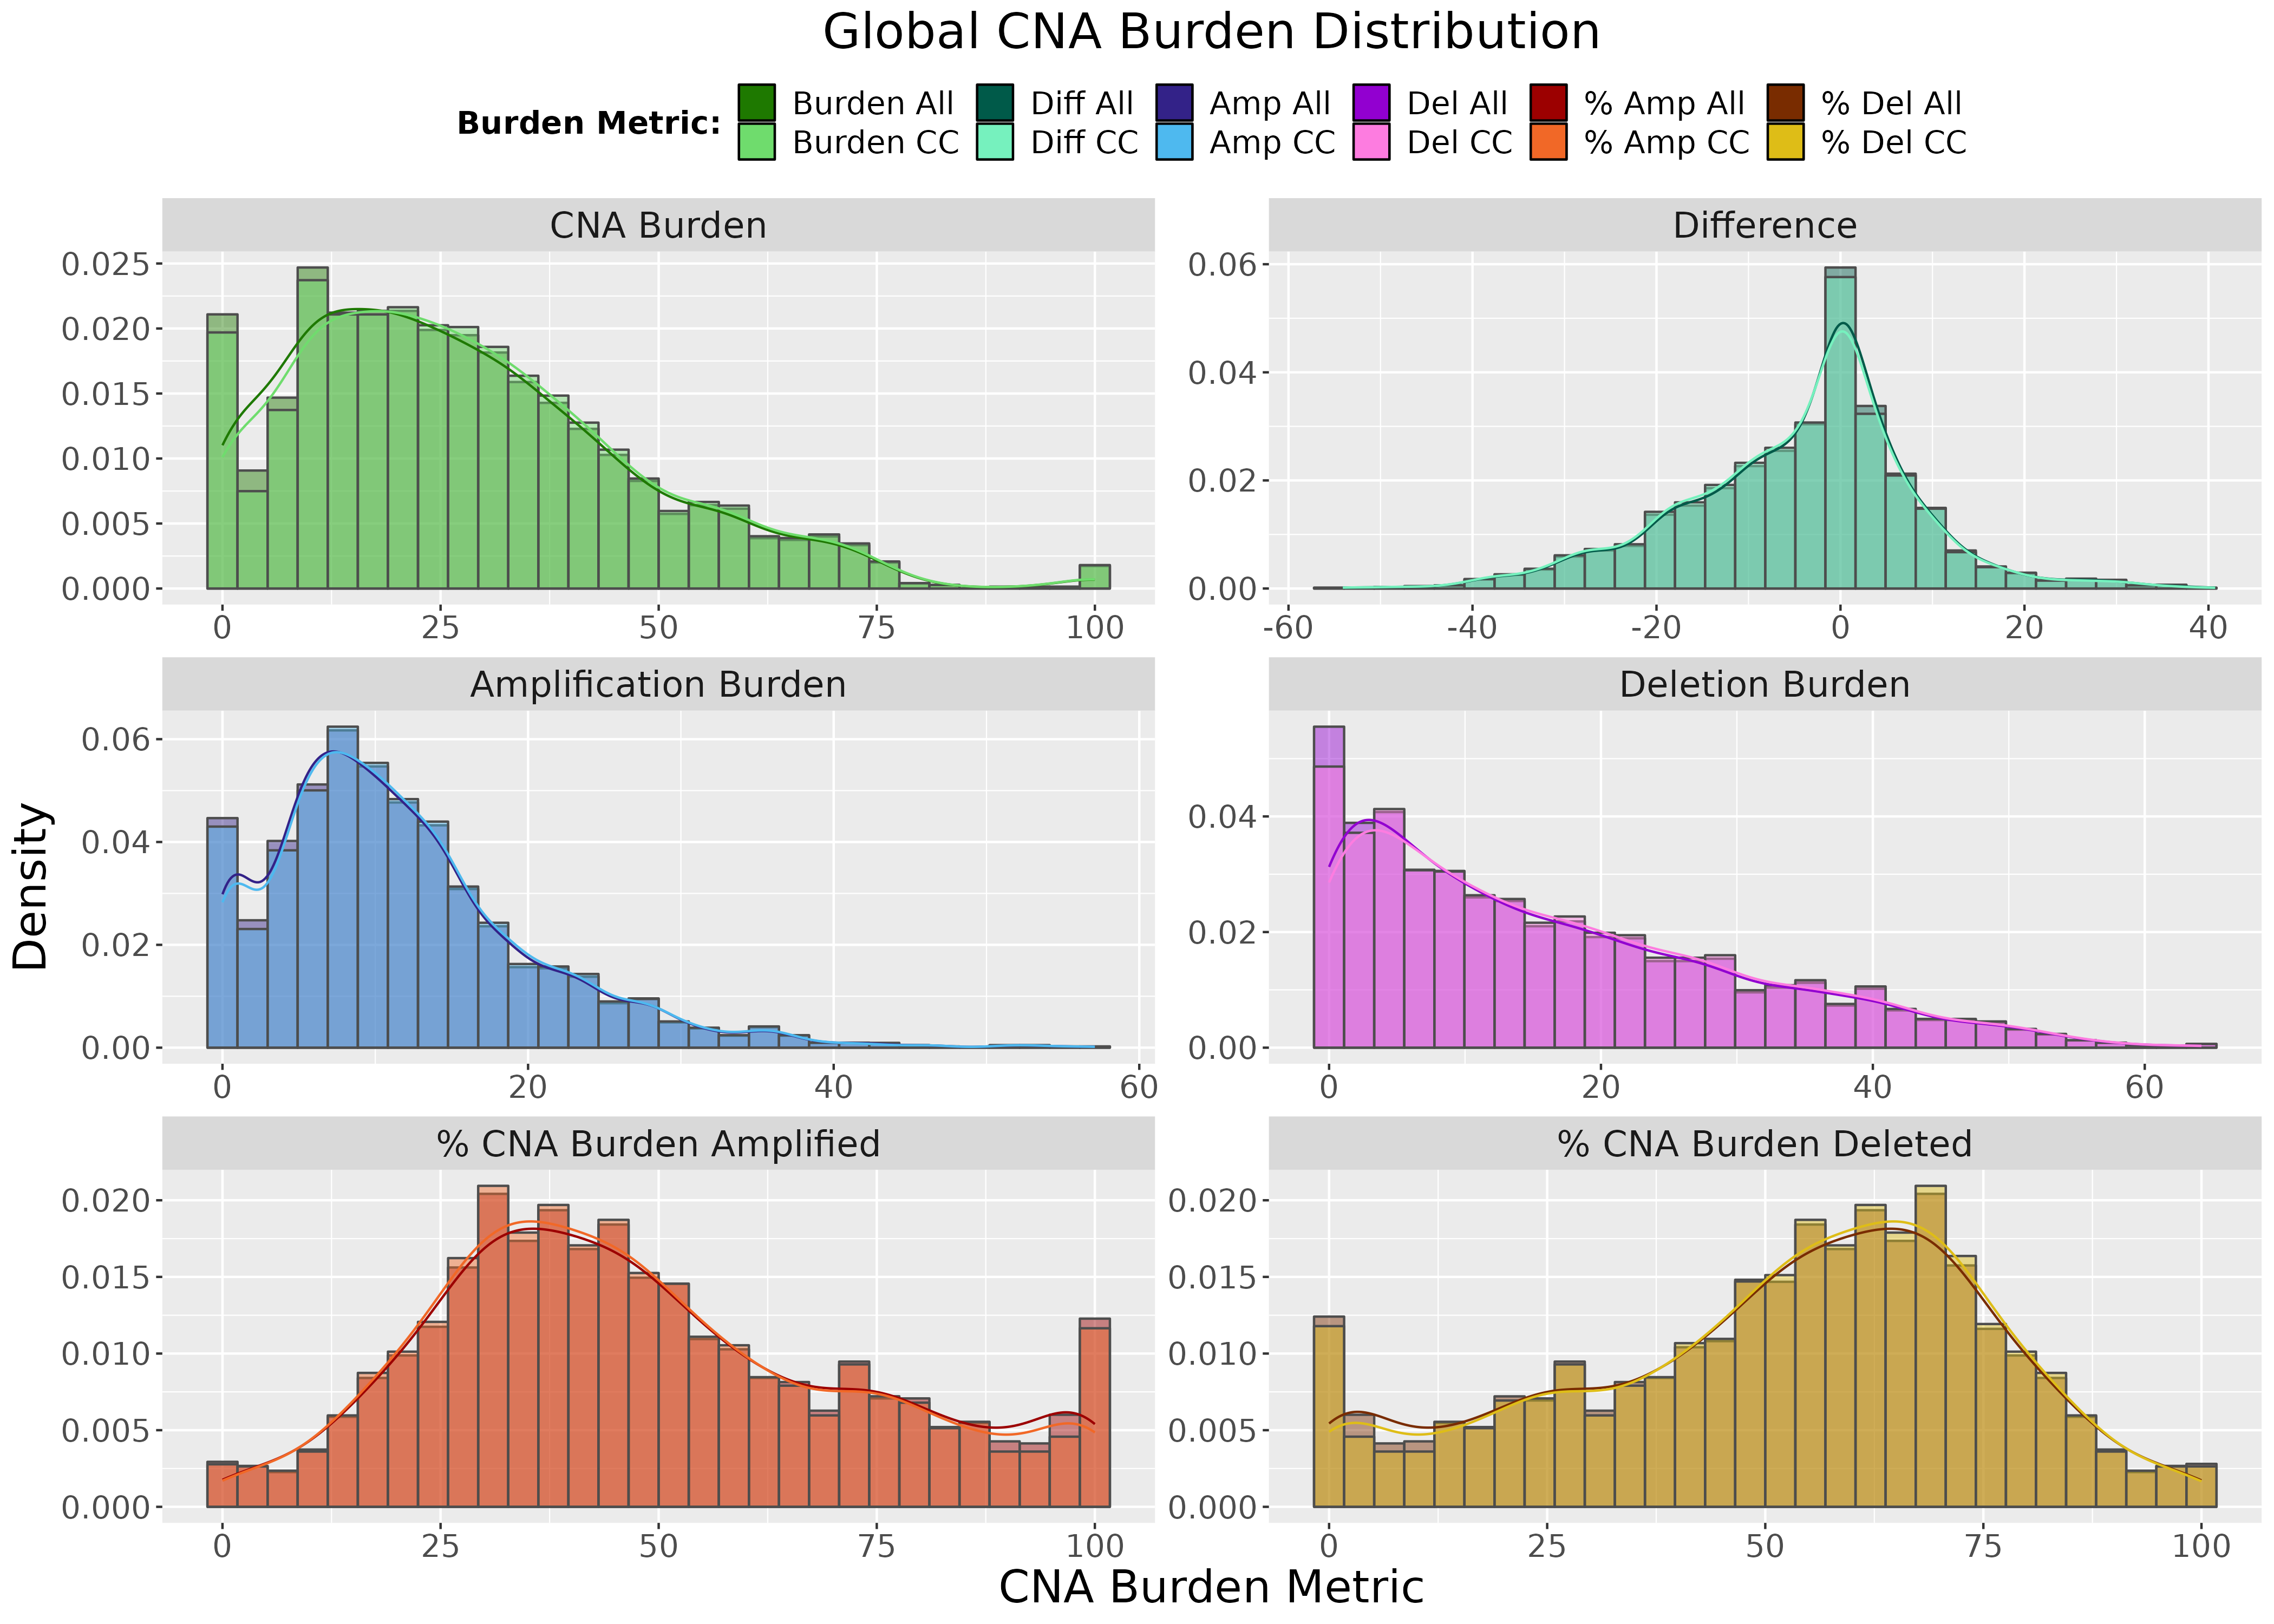 Global CNA Burden Distribution
Burden Metric:
Burden All Diff All Amp All Del All % Amp All % Del All
Burden CC Diff CC Amp CC Del CC % Amp CC % Del CC
CNA Burden
0.025
0.020
0.015
0.010
0.005
0.000
0 25 50 75 100
Difference
0.06
0.04
0.02
0.00
-60 -40 -20 0 20 40
Amplification Burden
0.06
0.04
0.02
0.00
0 20 40 60
Deletion Burden
0.04
0.02
0.00
0 20 40 60
% CNA Burden Amplified
0.020
0.015
0.010
0.005
0.000
0 25 50 75 100
% CNA Burden Deleted
0.020
0.015
0.010
0.005
0.000
0 25 50 75 100
Density
CNA Burden Metric